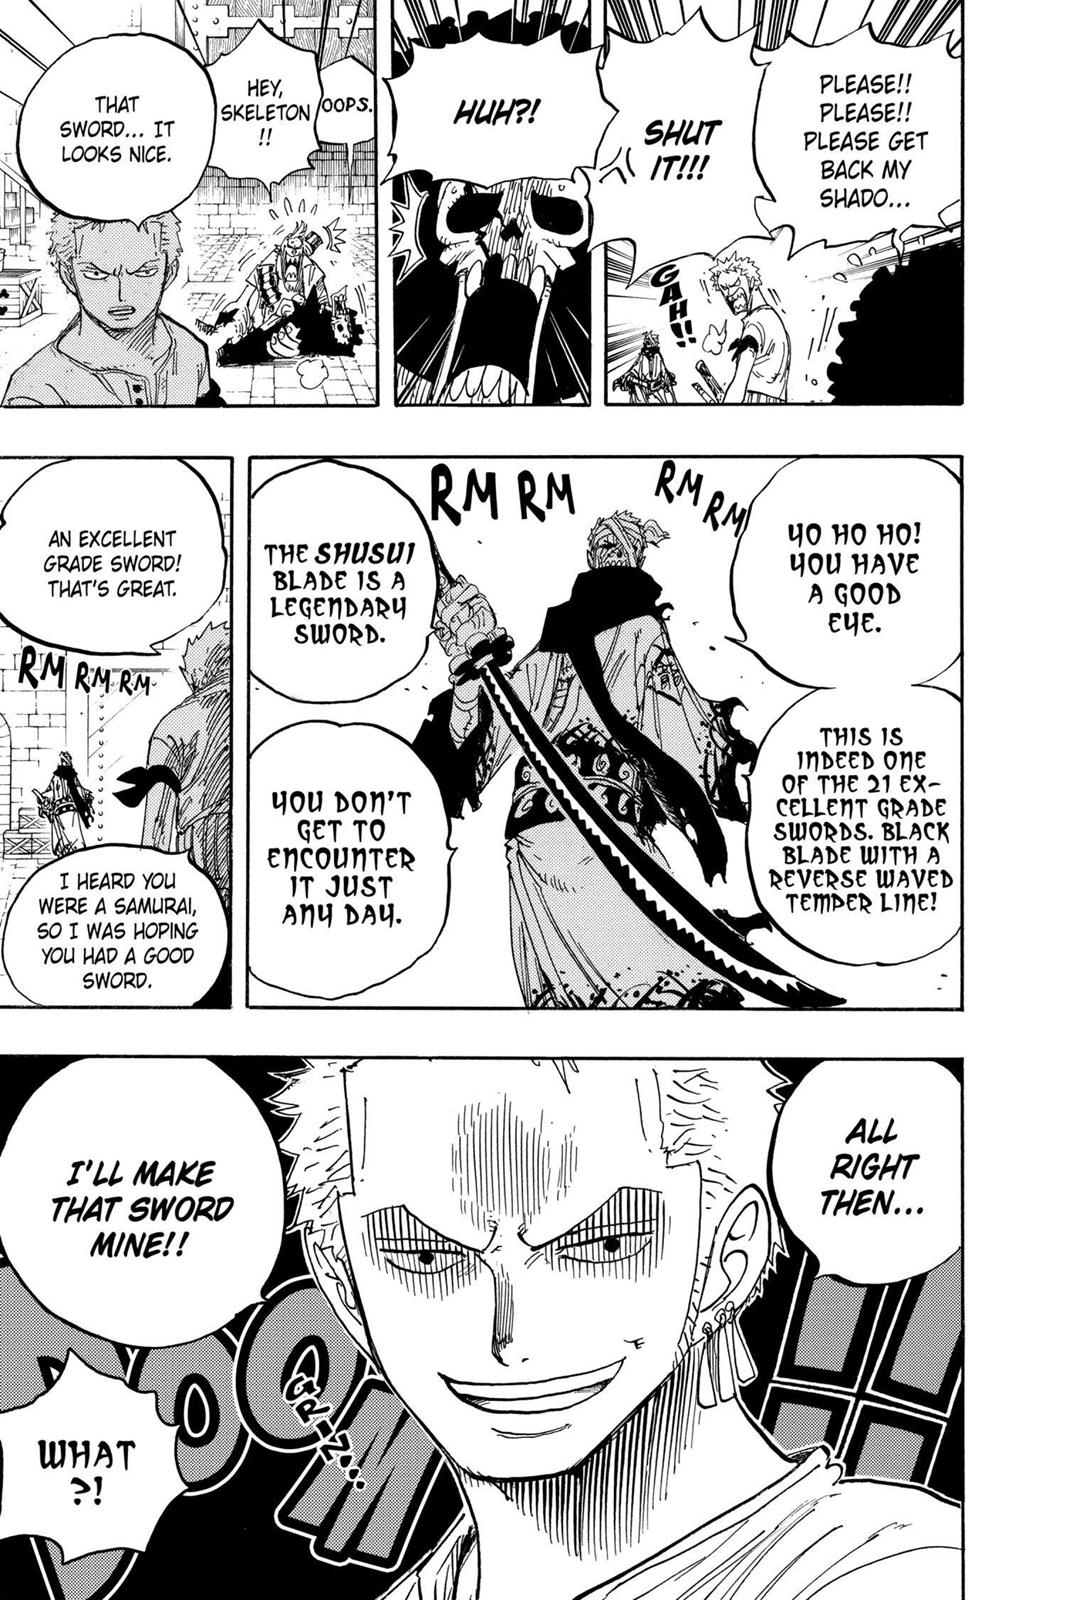 PLEASE!!
PLEASE!!
PLEASE GET
BACK MY
SHADO...
SHUT
IT!!!
GAH!!
HUH?!
OOPS.
HEY,
SKELETON
!!
THAT
SWORD... IT
LOOKS NICE.
YO HO HO!
YOU HAVE
A GOOD
EYE.
RM RM
RM RM
THIS IS
INDEED ONE
OF THE 21 EX-
CELLENT GRADE
SWORDS. BLACK
BLADE WITH A
REVERSE WAVED
TEMPER LINE!
THE SHUSUI
BLADE IS A
LEGENDARY
SWORD.
YOU DON'T
GET TO
ENCOUNTER
IT JUST
ANY DAY.
AN EXCELLENT
GRADE SWORD!
THAT'S GREAT.
RM RM RM
I HEARD YOU
WERE A SAMURAI,
SO I WAS HOPING
YOU HAD A GOOD
SWORD.
ALL
RIGHT
THEN...
I'LL MAKE
THAT SWORD
MINE!!
GRIN...
WHAT
?!